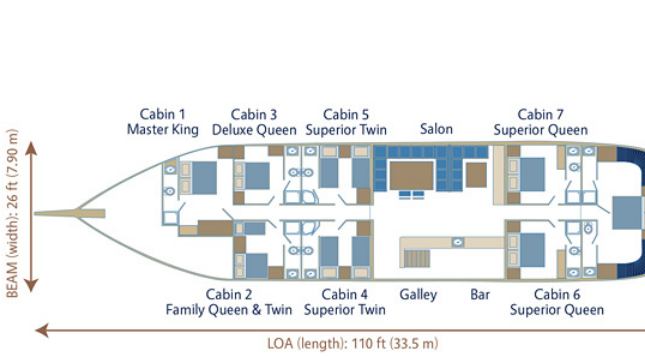 Cabin 1
Master King
Cabin 3
Deluxe Queen
Cabin 5
Superior Twin
Salon
Cabin 7
Superior Queen
BEAM (width): 26 ft (7.90 m)
Cabin 2
Family Queen & Twin
Cabin 4
Superior Twin
Galley
Bar
Cabin 6
Superior Queen
LOA (length): 110 ft (33.5 m)